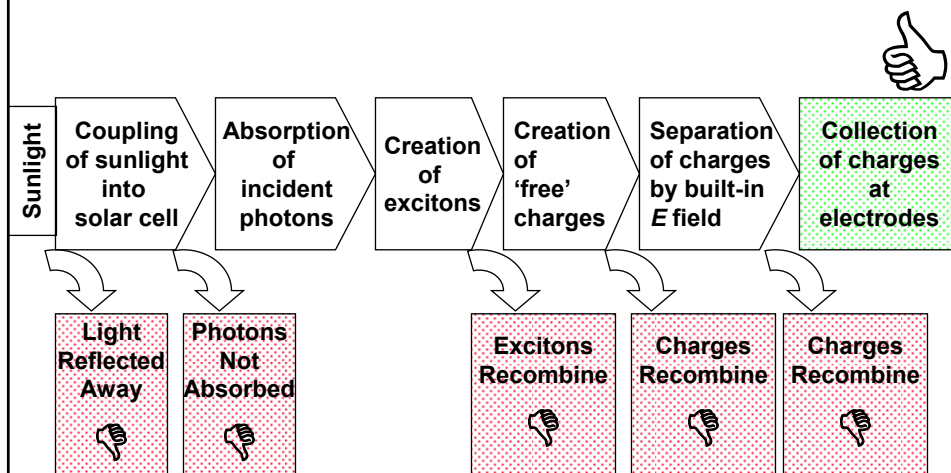 Sunlight
Coupling
of sunlight
into
solar cell
Absorption
of
incident
photons
Creation
of
excitons
Creation
of
‘free’
charges
Separation
of charges
by built-in
E field
Collection
of charges
at
electrodes
Light
Reflected
Away
Photons
Not
Absorbed
Excitons
Recombine
Charges
Recombine
Charges
Recombine